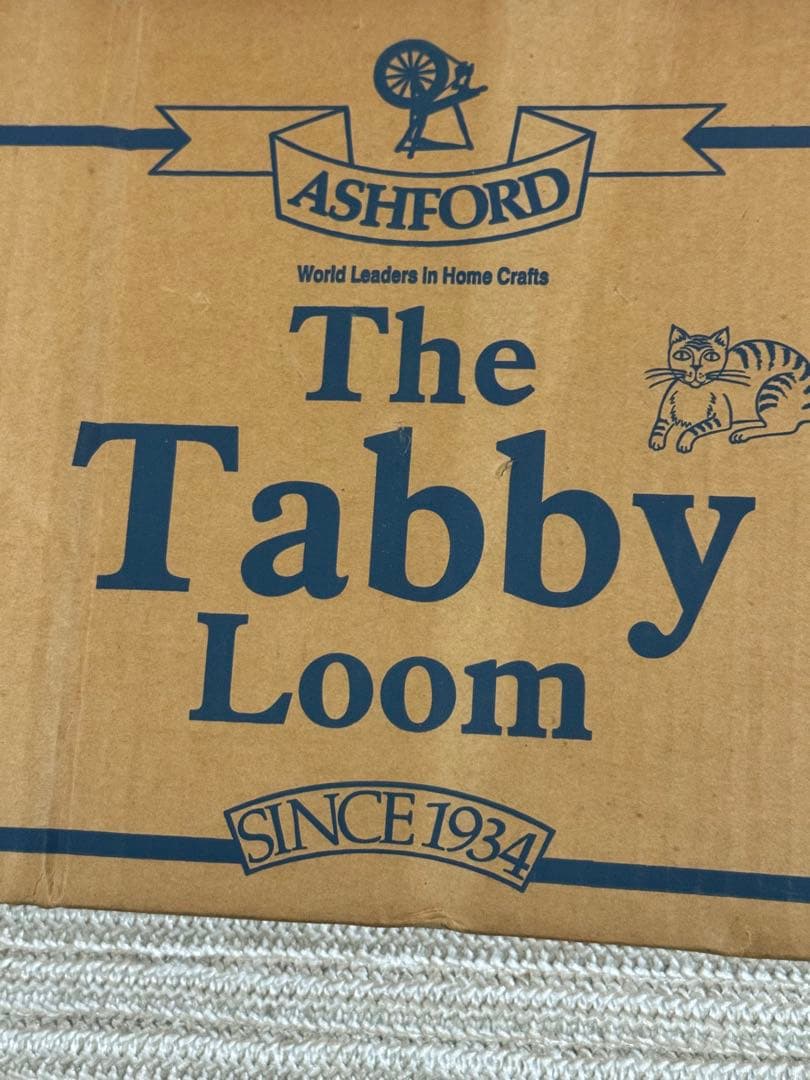 ASHFORD
World Leaders in Home Crafts
The
Tabby
Loom
SINCE 1934